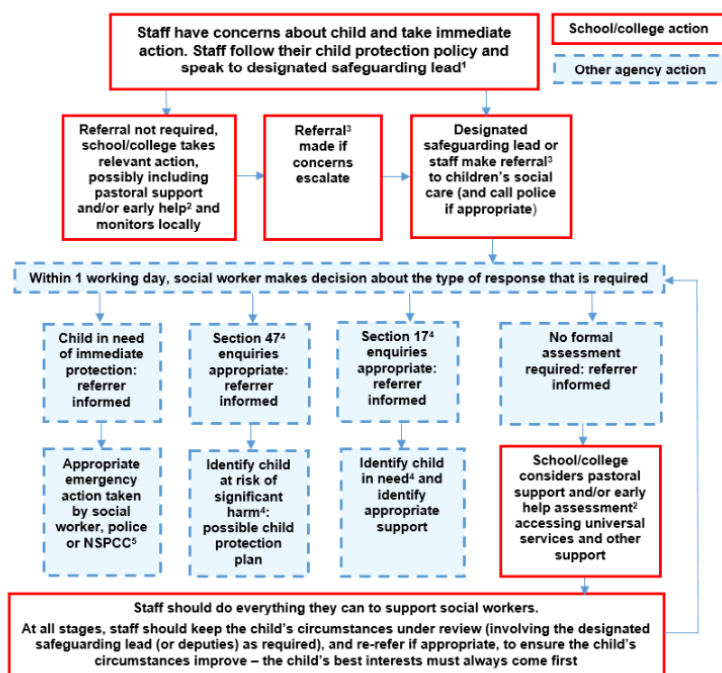 Staff have concerns about child and take immediate
action. Staff follow their child protection policy and
speak to designated safeguarding lead¹
School/college action
Other agency action
Referral not required,
school/college takes
relevant action,
possibly including
pastoral support
and/or early help² and
monitors locally
Referral³
made if
concerns
escalate
Designated
safeguarding lead or
staff make referral³
to children’s social
care (and call police
if appropriate)
Within 1 working day, social worker makes decision about the type of response that is required
Child in need
of immediate
protection:
referrer
informed
Section 47⁴
enquiries
appropriate:
referrer
informed
Section 17⁴
enquiries
appropriate:
referrer
informed
No formal
assessment
required: referrer
informed
Appropriate
emergency
action taken
by social
worker, police
or NSPCC⁵
Identify child
at risk of
significant
harm⁴:
possible child
protection
plan
Identify child
in need⁴ and
identify
appropriate
support
School/college
considers pastoral
support and/or early
help assessment²
accessing universal
services and other
support
Staff should do everything they can to support social workers.
At all stages, staff should keep the child’s circumstances under review (involving the designated
safeguarding lead (or deputies) as required), and re-refer if appropriate, to ensure the child’s
circumstances improve – the child’s best interests must always come first